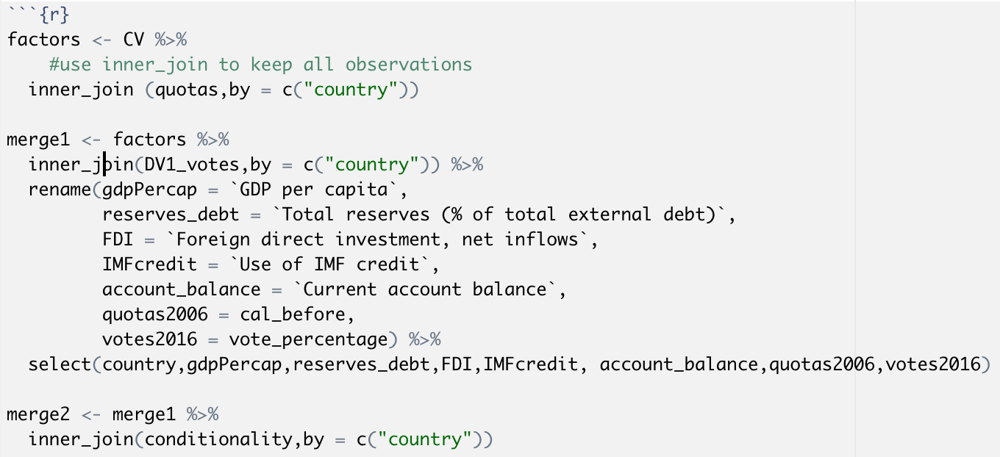 ```{r}
factors <- CV %>%
    #use inner_join to keep all observations
  inner_join (quotas,by = c("country"))

merge1 <- factors %>%
  inner_join(DV1_votes,by = c("country")) %>%
  rename(gdpPercap = `GDP per capita`,
         reserves_debt = `Total reserves (% of total external debt)`,
         FDI = `Foreign direct investment, net inflows`,
         IMFcredit = `Use of IMF credit`,
         account_balance = `Current account balance`,
         quotas2006 = cal_before,
         votes2016 = vote_percentage) %>%
  select(country,gdpPercap,reserves_debt,FDI,IMFcredit, account_balance,quotas2006,votes2016)

merge2 <- merge1 %>%
  inner_join(conditionality,by = c("country"))